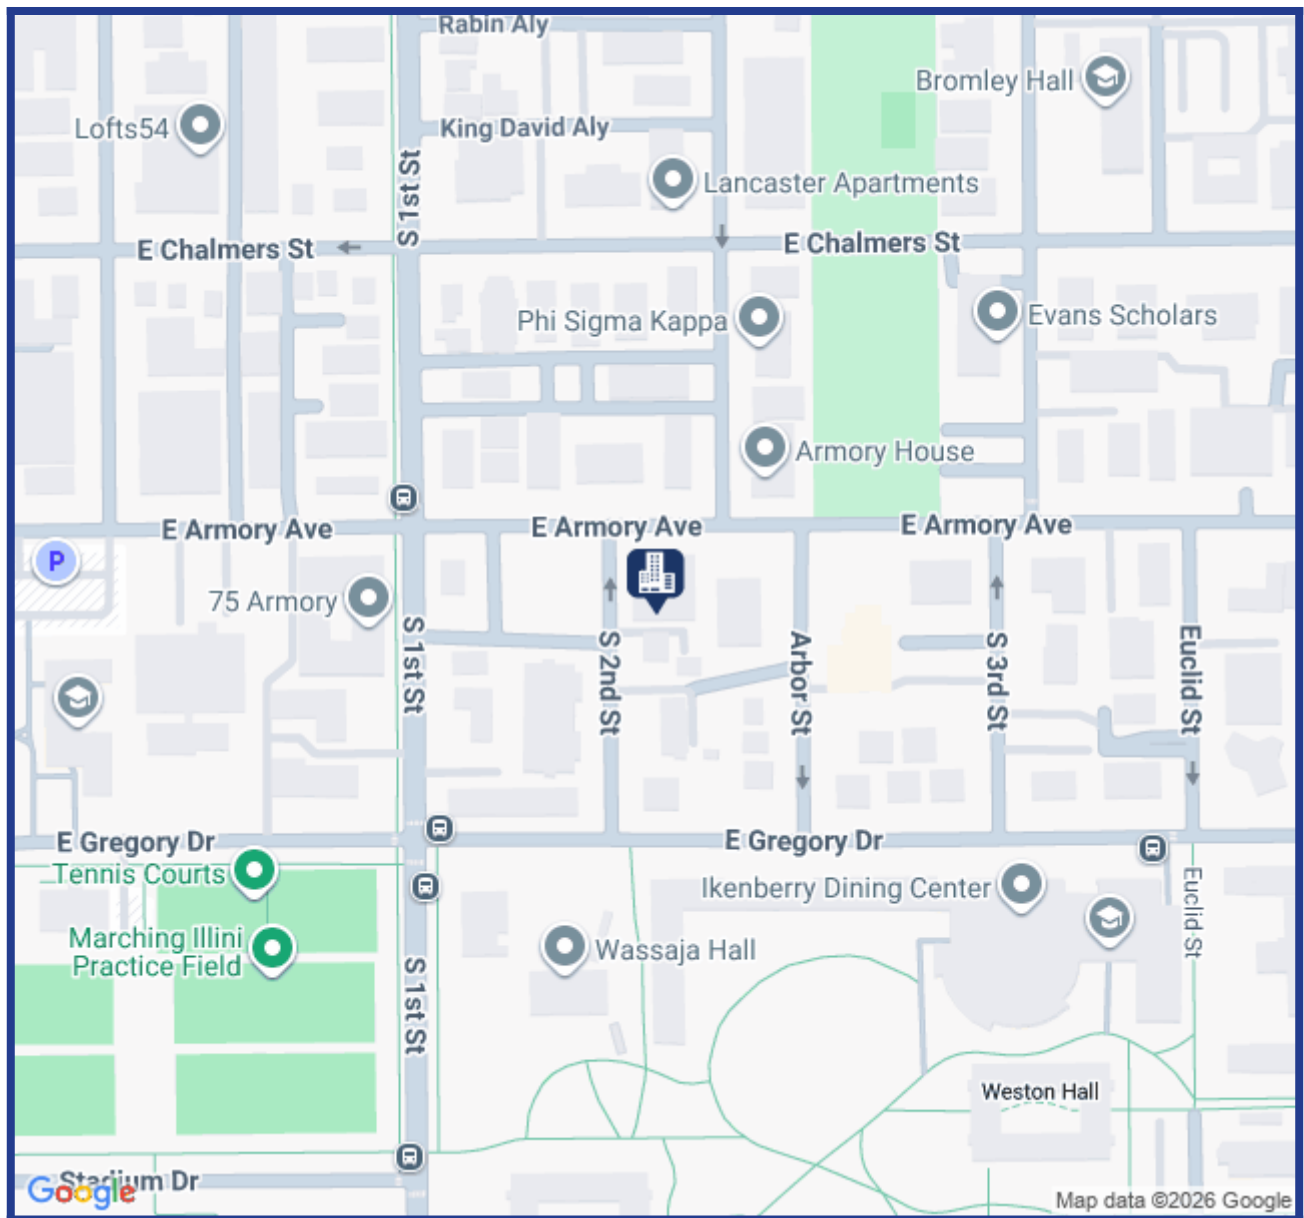 Rabin Aly
Bromley Hall
Lofts54
King David Aly
S 1st St
Lancaster Apartments
E Chalmers St
E Chalmers St
Phi Sigma Kappa
Evans Scholars
Armory House
E Armory Ave
E Armory Ave
E Armory Ave
P
75 Armory
S 1st St
S 2nd St
Arbor St
S 3rd St
Euclid St
E Gregory Dr
E Gregory Dr
Tennis Courts
Ikenberry Dining Center
Euclid St
Marching Illini
Practice Field
Wassaja Hall
S 1st St
Weston Hall
Stadium Dr
Google
Map data ©2026 Google